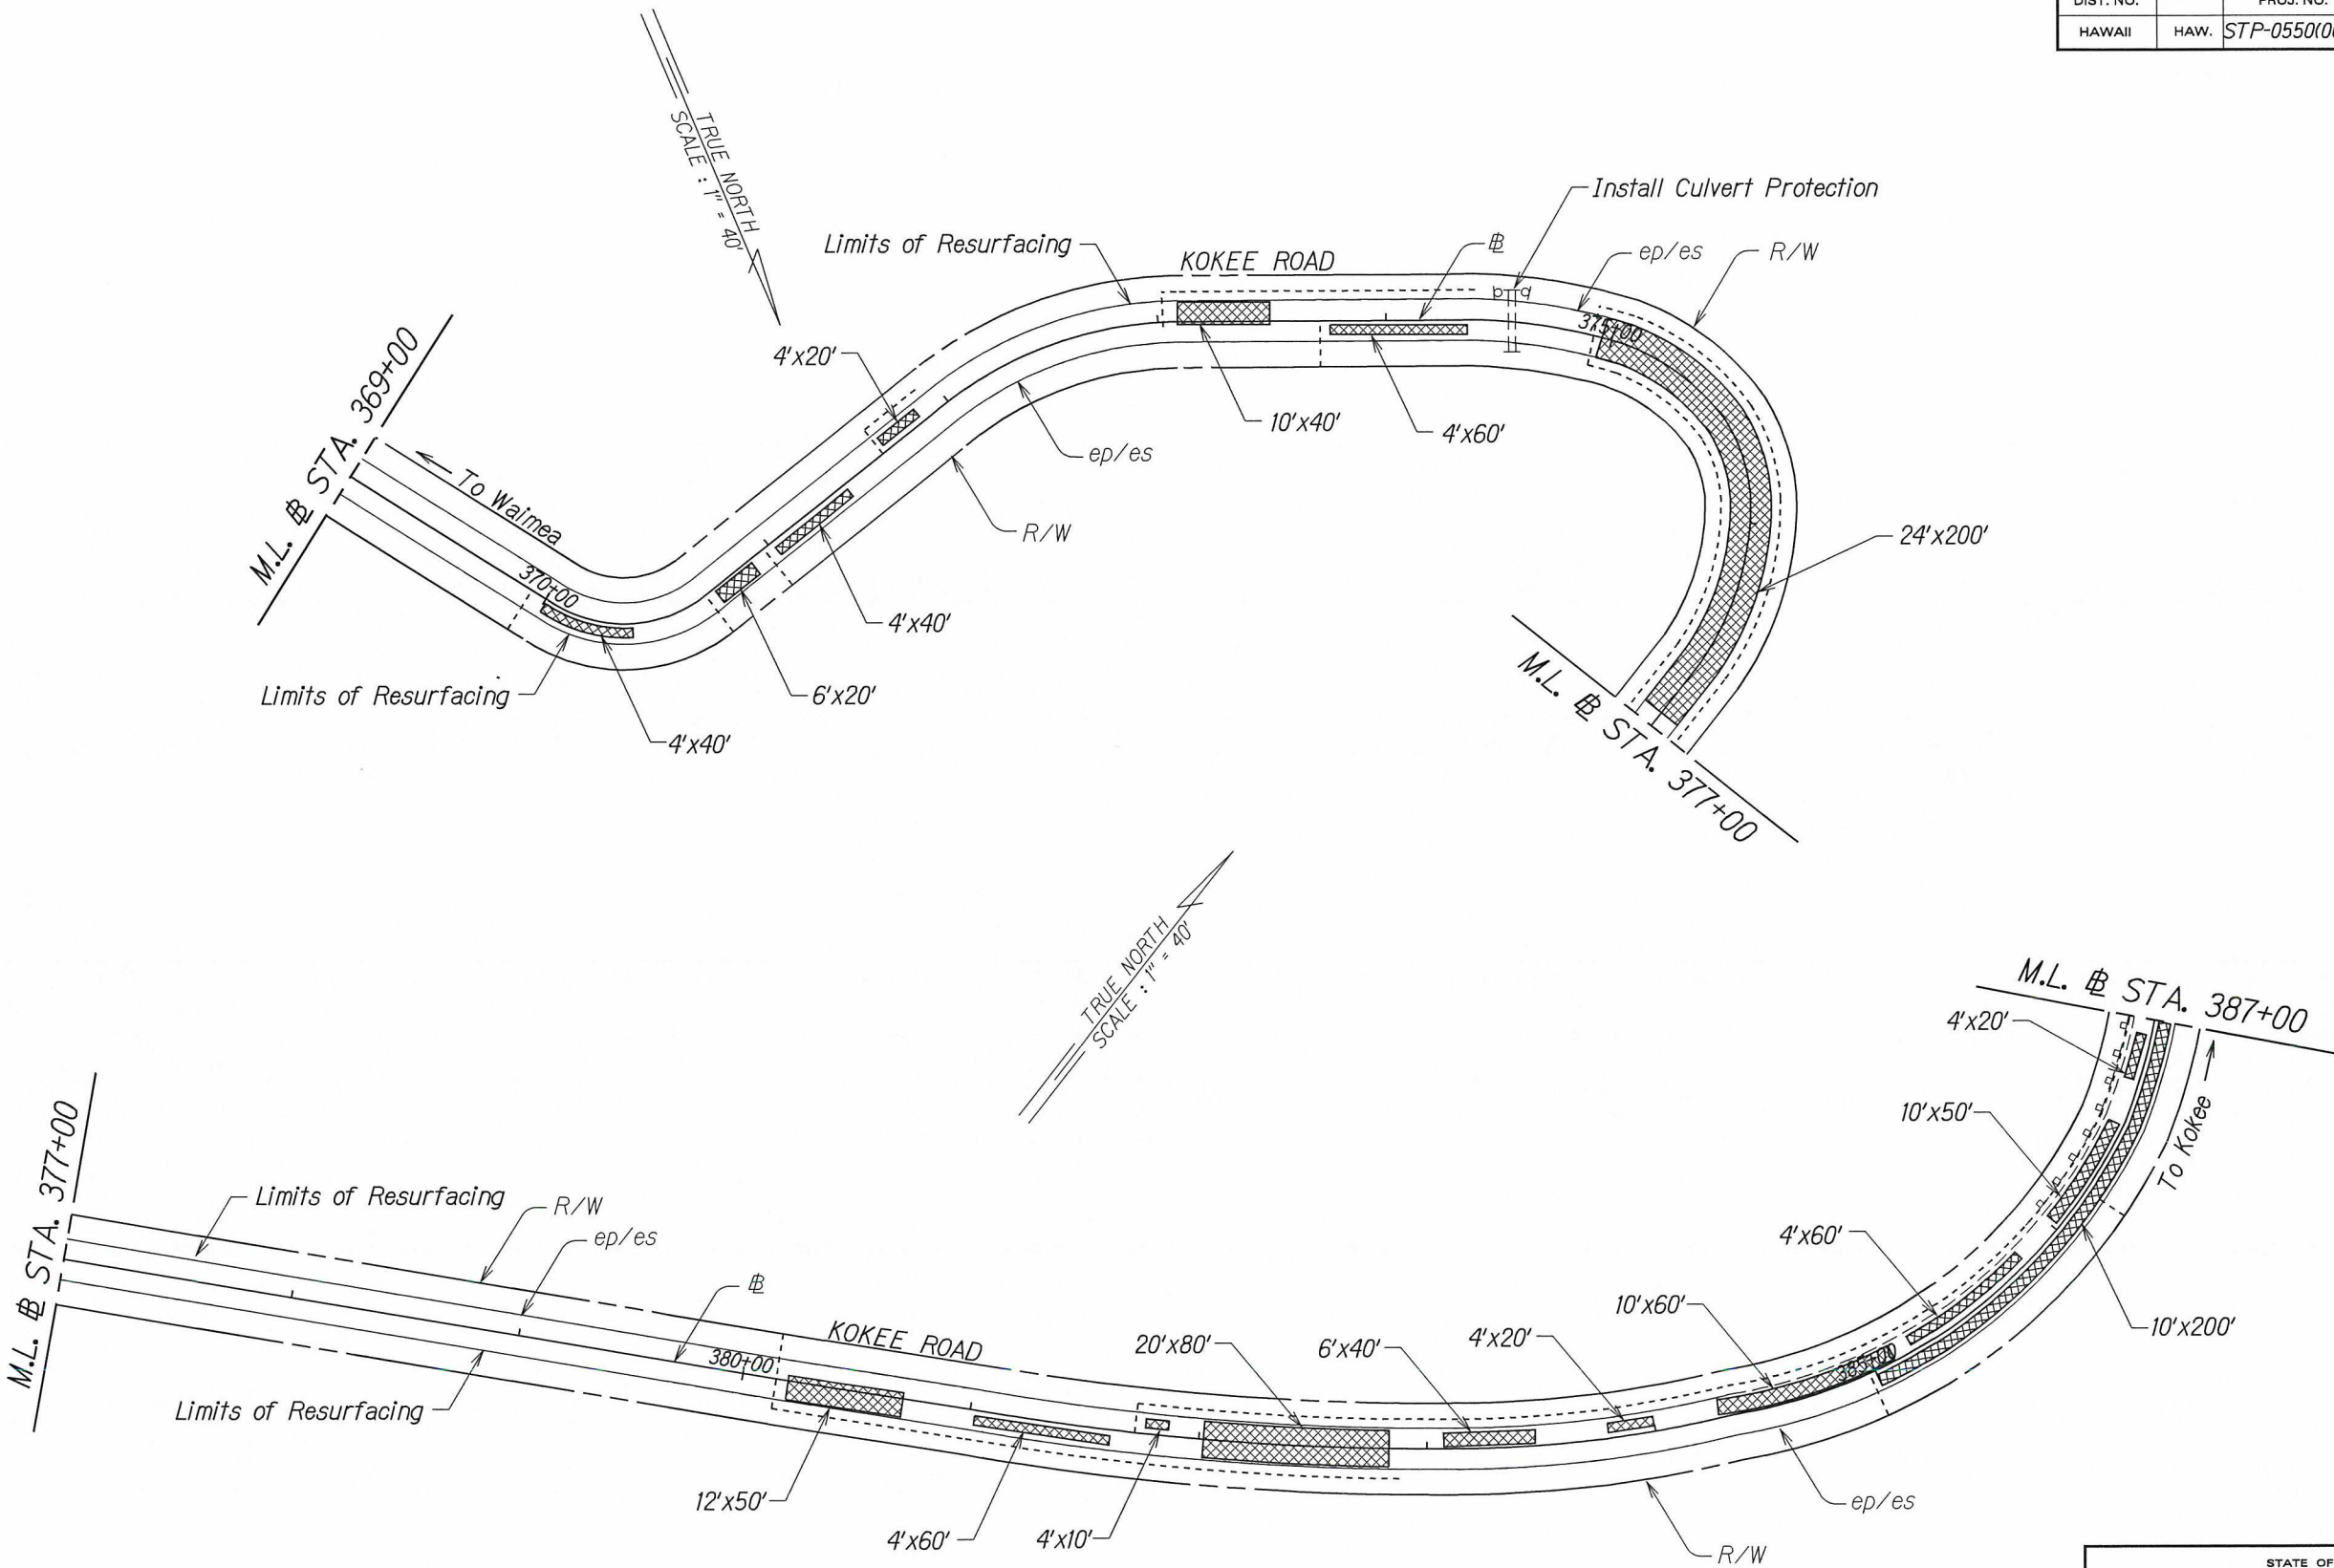 DIST. NO.
PROJ. NO.
HAWAII
HAW.
TRUE NORTH
SCALE : 1" = 40'
Install Culvert Protection
Limits of Resurfacing
KOKEE ROAD
ep/es
R/W
4'x20'
375+00
M.L. ⅊ STA. 369+00
To Waimea
10'x40'
4'x60'
ep/es
R/W
24'x200'
370+00
4'x40'
6'x20'
Limits of Resurfacing
4'x40'
M.L. ⅊ STA. 377+00
TRUE NORTH
SCALE : 1" = 40'
M.L. ⅊ STA. 387+00
4'x20'
10'x50'
To Kokee
M.L. ⅊ STA. 377+00
Limits of Resurfacing
R/W
ep/es
4'x60'
10'x60'
10'x200'
KOKEE ROAD
20'x80'
6'x40'
4'x20'
380+00
385+00
Limits of Resurfacing
12'x50'
4'x60'
4'x10'
ep/es
R/W
STATE OF